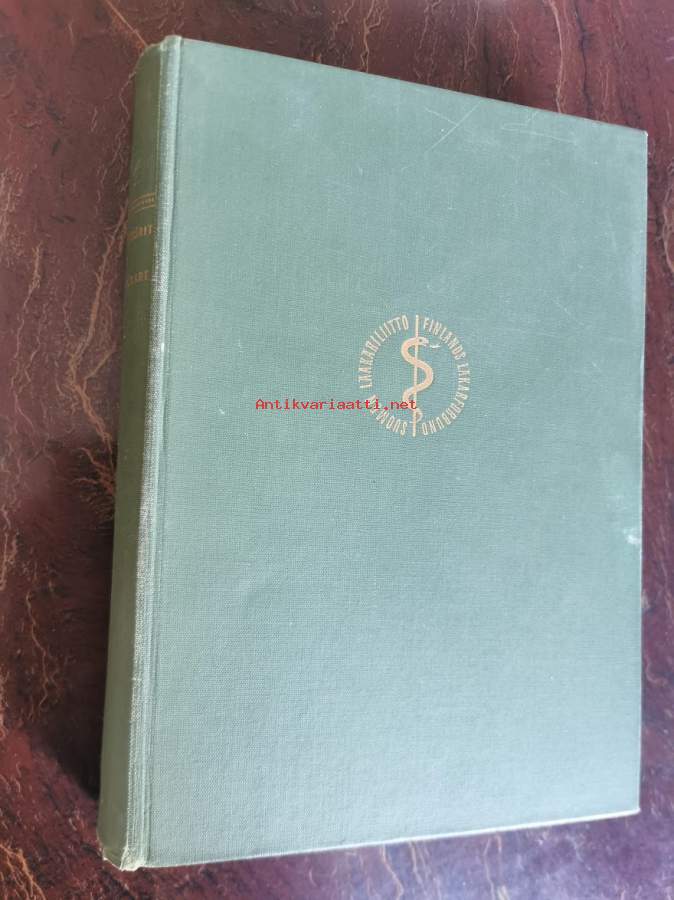 SUOMEN LÄÄKÄRILIITTO
FINLANDS LÄKARFÖRBUND
Antikvariaatti.net